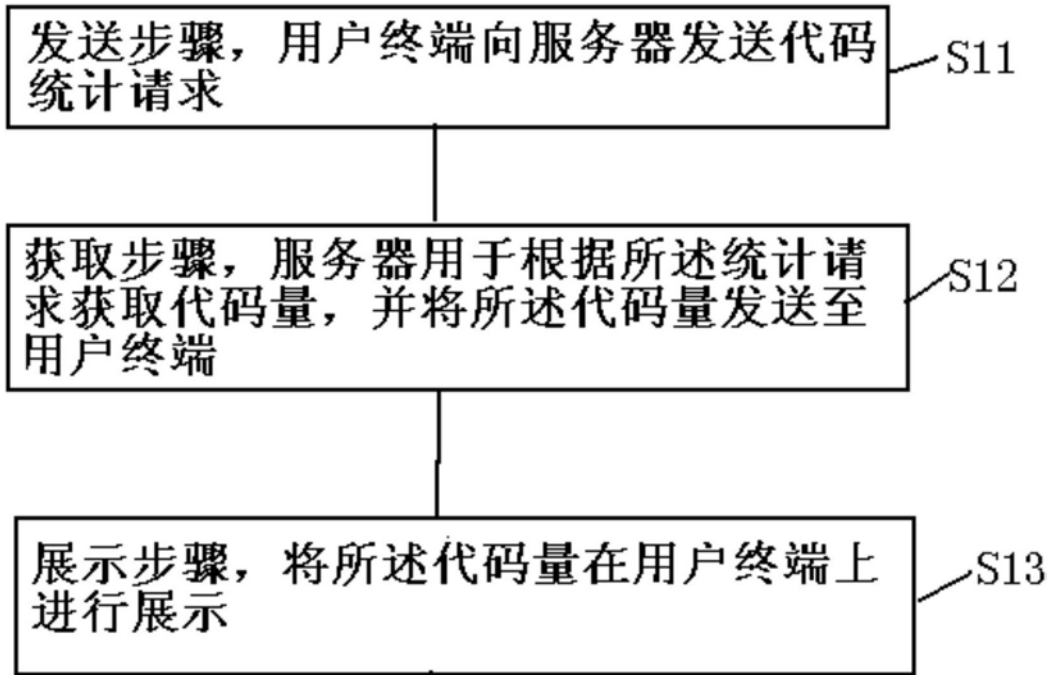 发送步骤，用户终端向服务器发送代码
统计请求
S11
获取步骤，服务器用于根据所述统计请
求获取代码量，并将所述代码量发送至
用户终端
S12
展示步骤，将所述代码量在用户终端上
进行展示
S13